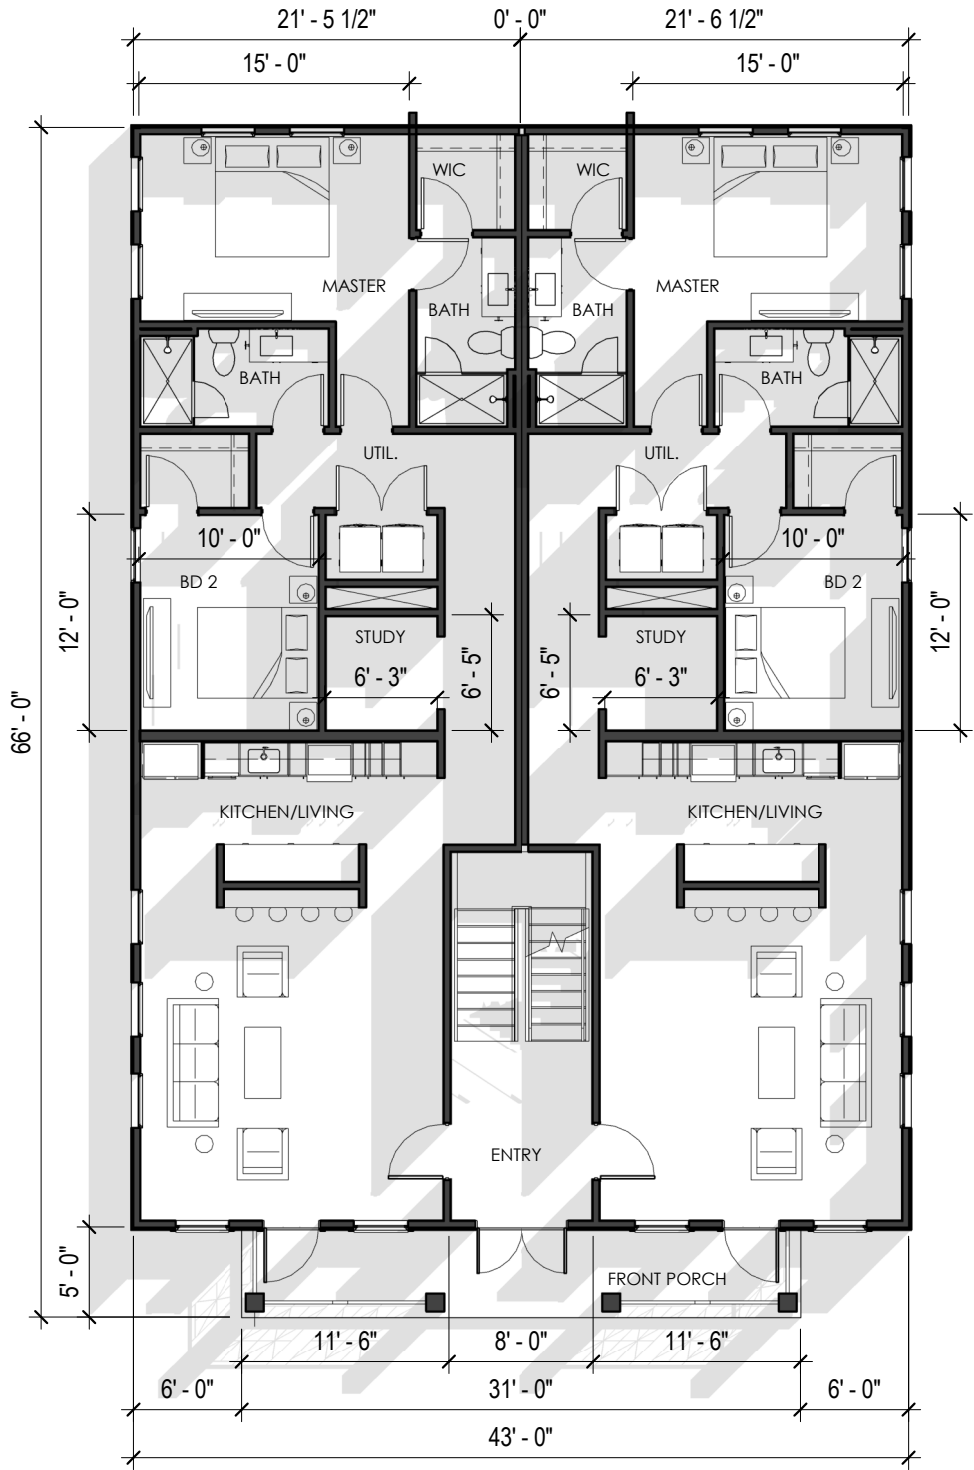 21' - 5 1/2" 0' - 0" 21' - 6 1/2"
15' - 0" 15' - 0"
WIC WIC
MASTER MASTER
BATH BATH
BATH BATH
UTIL. UTIL.
10' - 0" 10' - 0"
BD 2 BD 2
12' - 0" 12' - 0"
STUDY STUDY
6' - 3" 6' - 5" 6' - 5" 6' - 3"
66' - 0"
KITCHEN/LIVING KITCHEN/LIVING
ENTRY
5' - 0"
FRONT PORCH
11' - 6" 8' - 0" 11' - 6"
6' - 0" 31' - 0" 6' - 0"
43' - 0"